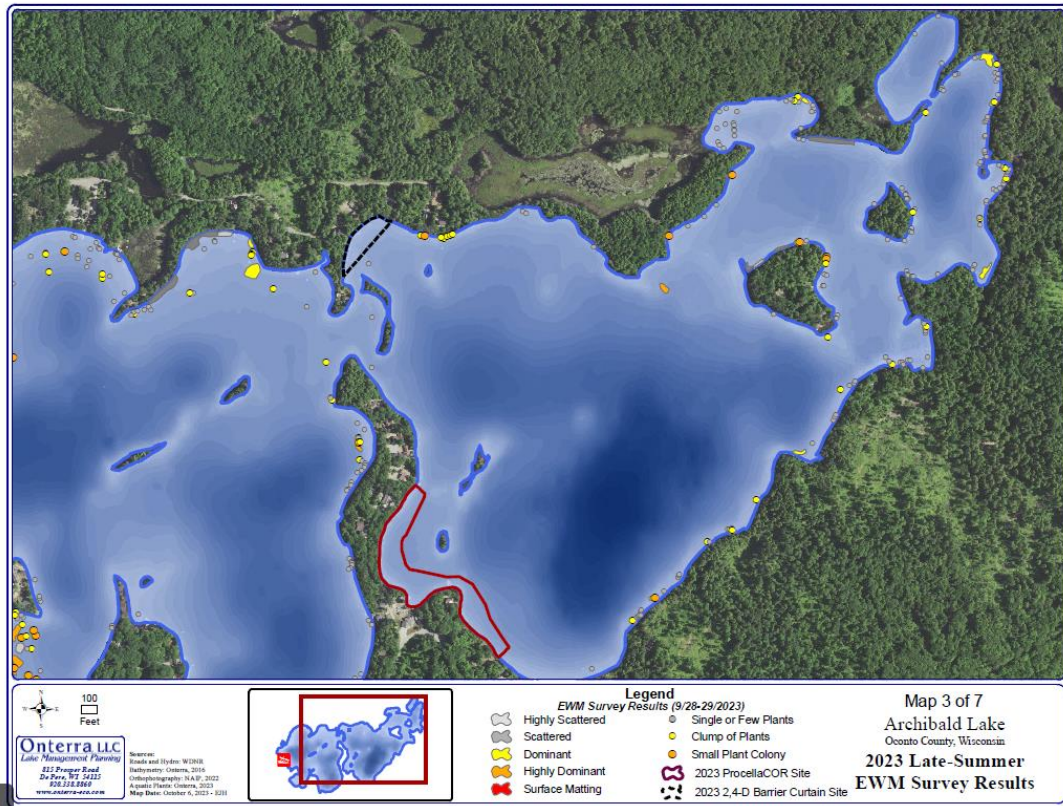 N
W
E
S
100
Feet
Onterra LLC
Lake Management Planning
815 Prosper Road
De Pere, WI 54115
920.338.8860
www.onterra-eco.com
Sources:
Roads and Hydro: WDNR
Bathymetry: Onterra, 2016
Orthophotography: NAIP, 2022
Aquatic Plants: Onterra, 2023
Map Date: October 6, 2023 - EJH
Legend
EWM Survey Results (9/28-29/2023)
Highly Scattered
Scattered
Dominant
Highly Dominant
Surface Matting
Single or Few Plants
Clump of Plants
Small Plant Colony
2023 ProcellaCOR Site
2023 2,4-D Barrier Curtain Site
Map 3 of 7
Archibald Lake
Oconto County, Wisconsin
2023 Late-Summer
EWM Survey Results